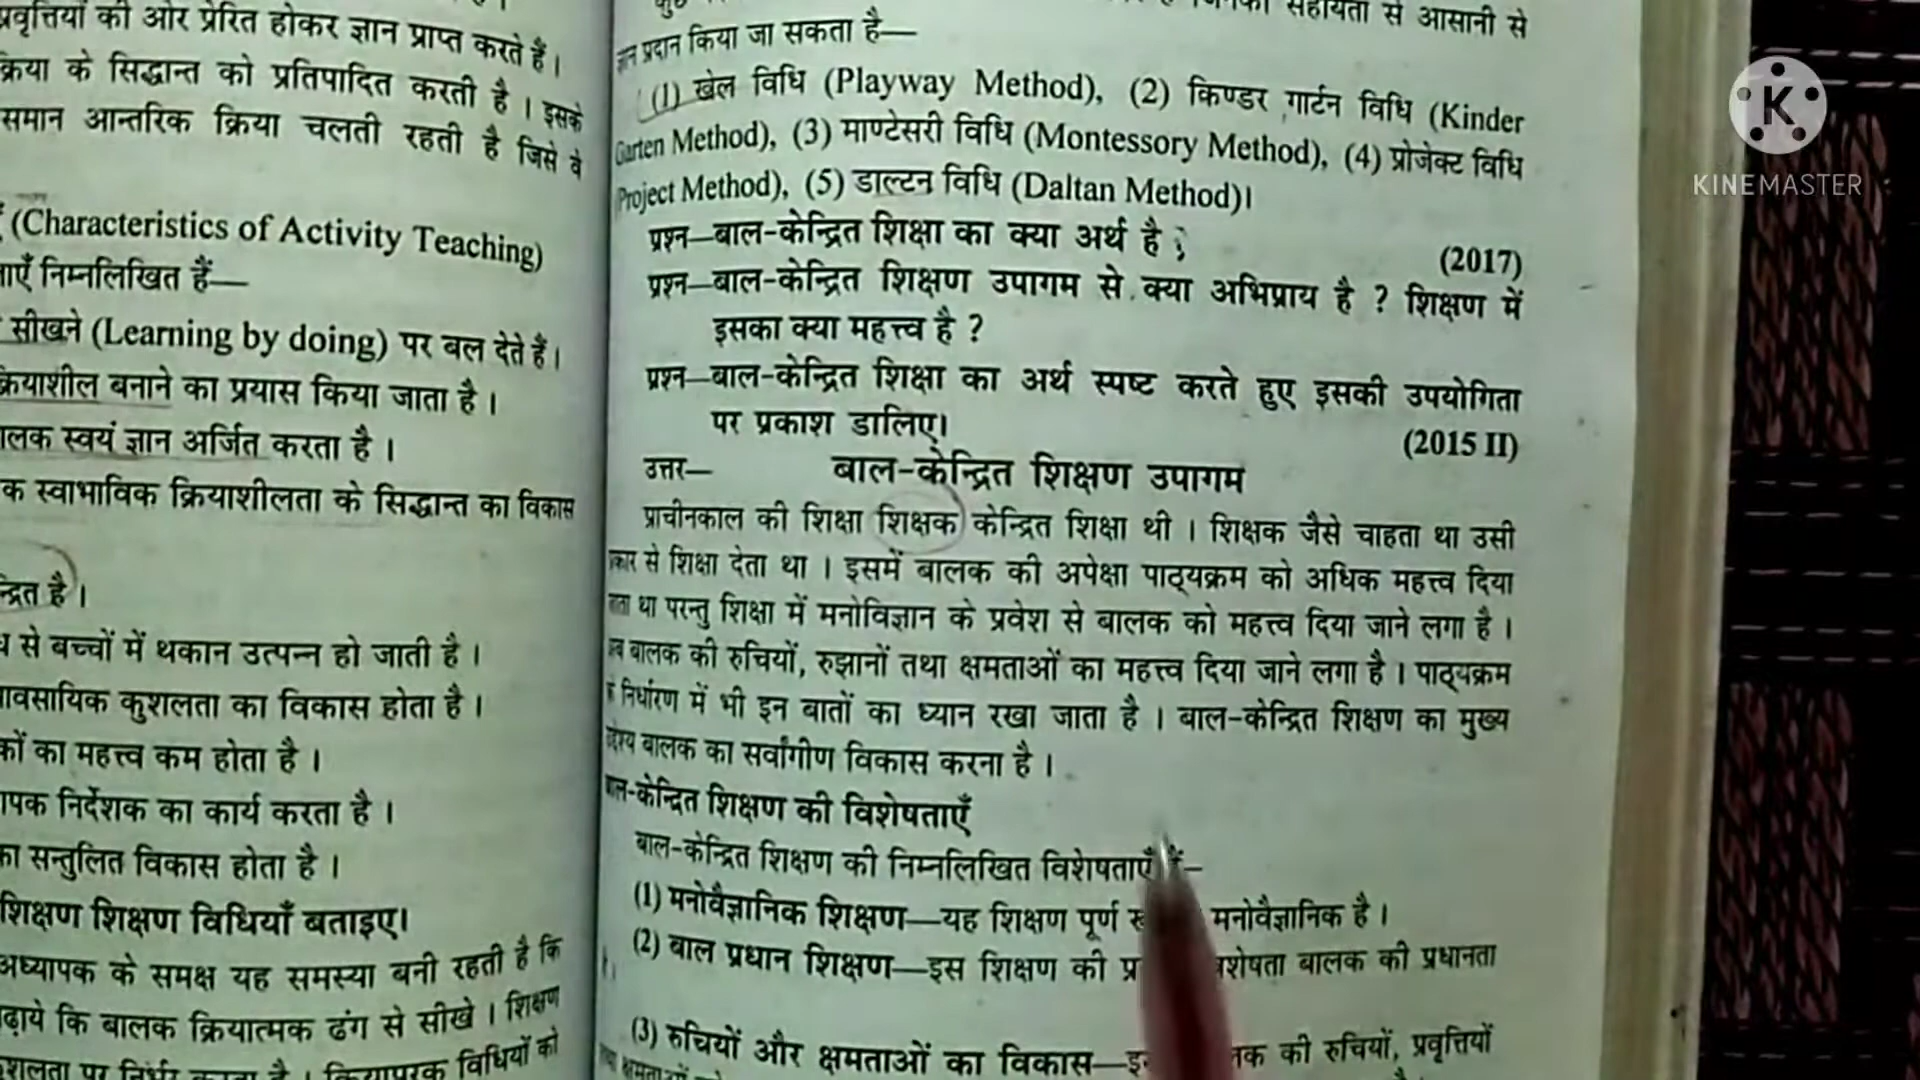 प्रवृत्तियों की ओर प्रेरित होकर ज्ञान प्राप्त करते हैं।
क्रिया के सिद्धान्त को प्रतिपादित करती है । इसके
समान आन्तरिक क्रिया चलती रहती है जिसे वे
(Characteristics of Activity Teaching)
निम्नलिखित हैं—
सीखने (Learning by doing) पर बल देते हैं।
क्रियाशील बनाने का प्रयास किया जाता है ।
स्वयं ज्ञान अर्जित करता है ।
स्वाभाविक क्रियाशीलता के सिद्धान्त का विकास
है ।
से बच्चों में थकान उत्पन्न हो जाती है ।
कुशलता का विकास होता है ।
का महत्त्व कम होता है ।
निर्देशक का कार्य करता है ।
सन्तुलित विकास होता है ।
शिक्षण शिक्षण विधियाँ बताइए।
अध्यापक के समक्ष यह समस्या बनी रहती है कि
कि बालक क्रियात्मक ढंग से सीखे । शिक्षण
पर निर्भर करता है । क्रियापरक विधियों को
सहायता से आसानी से
प्रदान किया जा सकता है—
(1) खेल विधि (Playway Method), (2) किण्डर गार्टन विधि (Kinder
Garten Method), (3) माण्टेसरी विधि (Montessory Method), (4) प्रोजेक्ट विधि
Project Method), (5) डाल्टन विधि (Daltan Method)।
प्रश्न—बाल-केन्द्रित शिक्षा का क्या अर्थ है ; (2017)
प्रश्न—बाल-केन्द्रित शिक्षण उपागम से क्या अभिप्राय है ? शिक्षण में
इसका क्या महत्त्व है ?
प्रश्न—बाल-केन्द्रित शिक्षा का अर्थ स्पष्ट करते हुए इसकी उपयोगिता
पर प्रकाश डालिए। (2015 II)
उत्तर— बाल-केन्द्रित शिक्षण उपागम
प्राचीनकाल की शिक्षा शिक्षक केन्द्रित शिक्षा थी । शिक्षक जैसे चाहता था उसी
से शिक्षा देता था । इसमें बालक की अपेक्षा पाठ्यक्रम को अधिक महत्त्व दिया
था परन्तु शिक्षा में मनोविज्ञान के प्रवेश से बालक को महत्त्व दिया जाने लगा है ।
बालक की रुचियों, रुझानों तथा क्षमताओं का महत्त्व दिया जाने लगा है । पाठ्यक्रम
के निर्धारण में भी इन बातों का ध्यान रखा जाता है । बाल-केन्द्रित शिक्षण का मुख्य
बालक का सर्वांगीण विकास करना है ।
बाल-केन्द्रित शिक्षण की विशेषताएँ
बाल-केन्द्रित शिक्षण की निम्नलिखित विशेषताएँ हैं—
(1) मनोवैज्ञानिक शिक्षण—यह शिक्षण पूर्ण मनोवैज्ञानिक है ।
(2) बाल प्रधान शिक्षण—इस शिक्षण की बालक की प्रधानता
(3) रुचियों और क्षमताओं का विकास— की रुचियों, प्रवृत्तियों
K
KINEMASTER